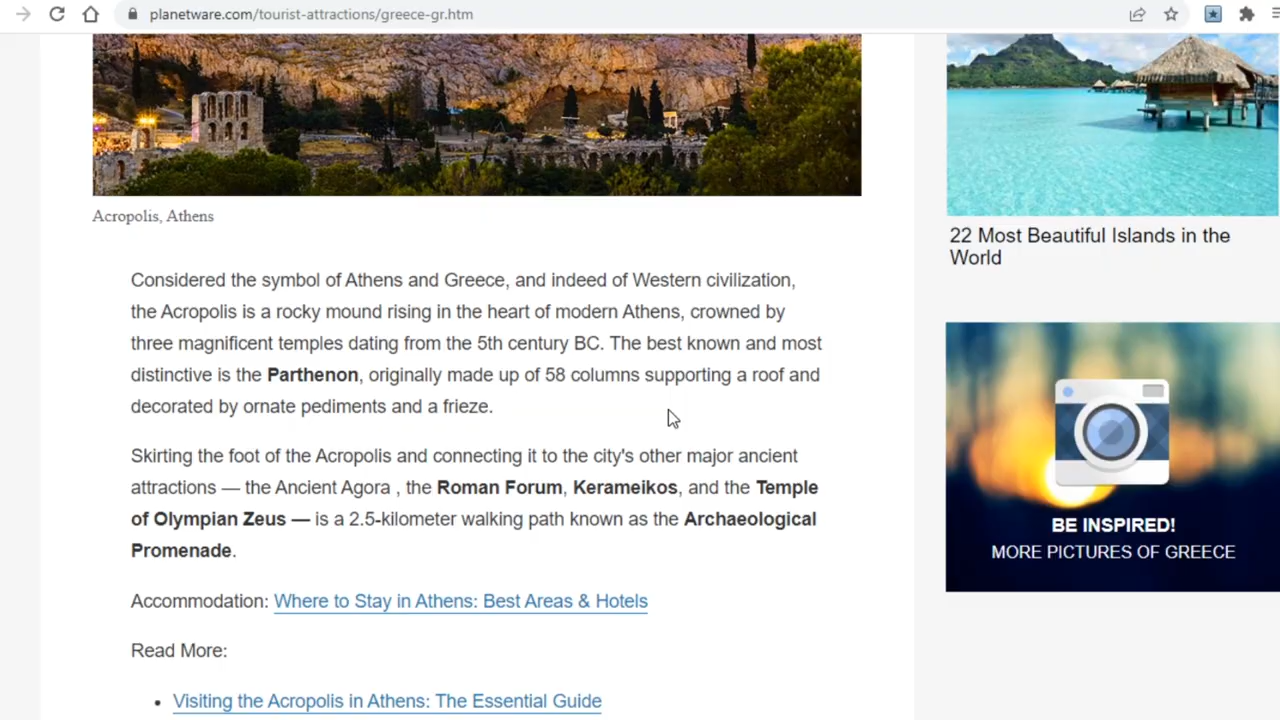 planetware.com/tourist-attractions/greece-gr.htm
Acropolis, Athens
Considered the symbol of Athens and Greece, and indeed of Western civilization,
the Acropolis is a rocky mound rising in the heart of modern Athens, crowned by
three magnificent temples dating from the 5th century BC. The best known and most
distinctive is the Parthenon, originally made up of 58 columns supporting a roof and
decorated by ornate pediments and a frieze.
Skirting the foot of the Acropolis and connecting it to the city's other major ancient
attractions — the Ancient Agora , the Roman Forum, Kerameikos, and the Temple
of Olympian Zeus — is a 2.5-kilometer walking path known as the Archaeological
Promenade.
Accommodation: Where to Stay in Athens: Best Areas & Hotels
Read More:
• Visiting the Acropolis in Athens: The Essential Guide
22 Most Beautiful Islands in the
World
BE INSPIRED!
MORE PICTURES OF GREECE